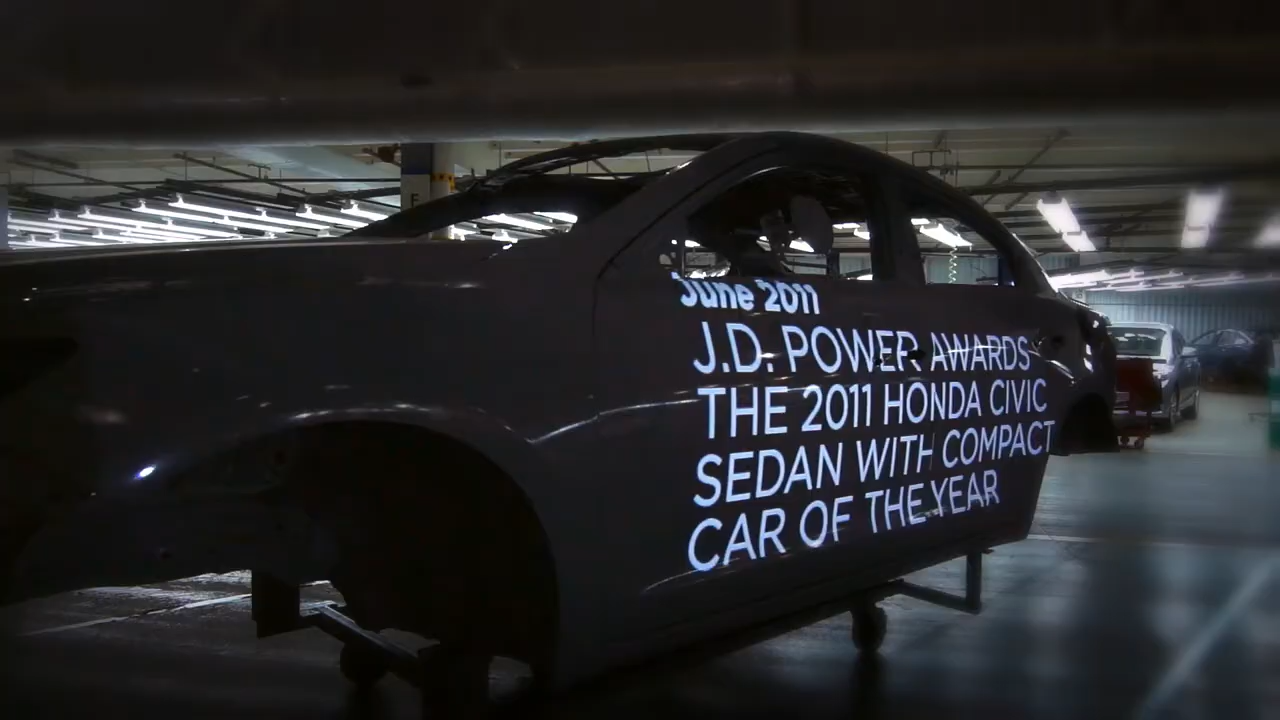 E
June 2011
J.D. POWER AWARDS
THE 2011 HONDA CIVIC
SEDAN WITH COMPACT
CAR OF THE YEAR